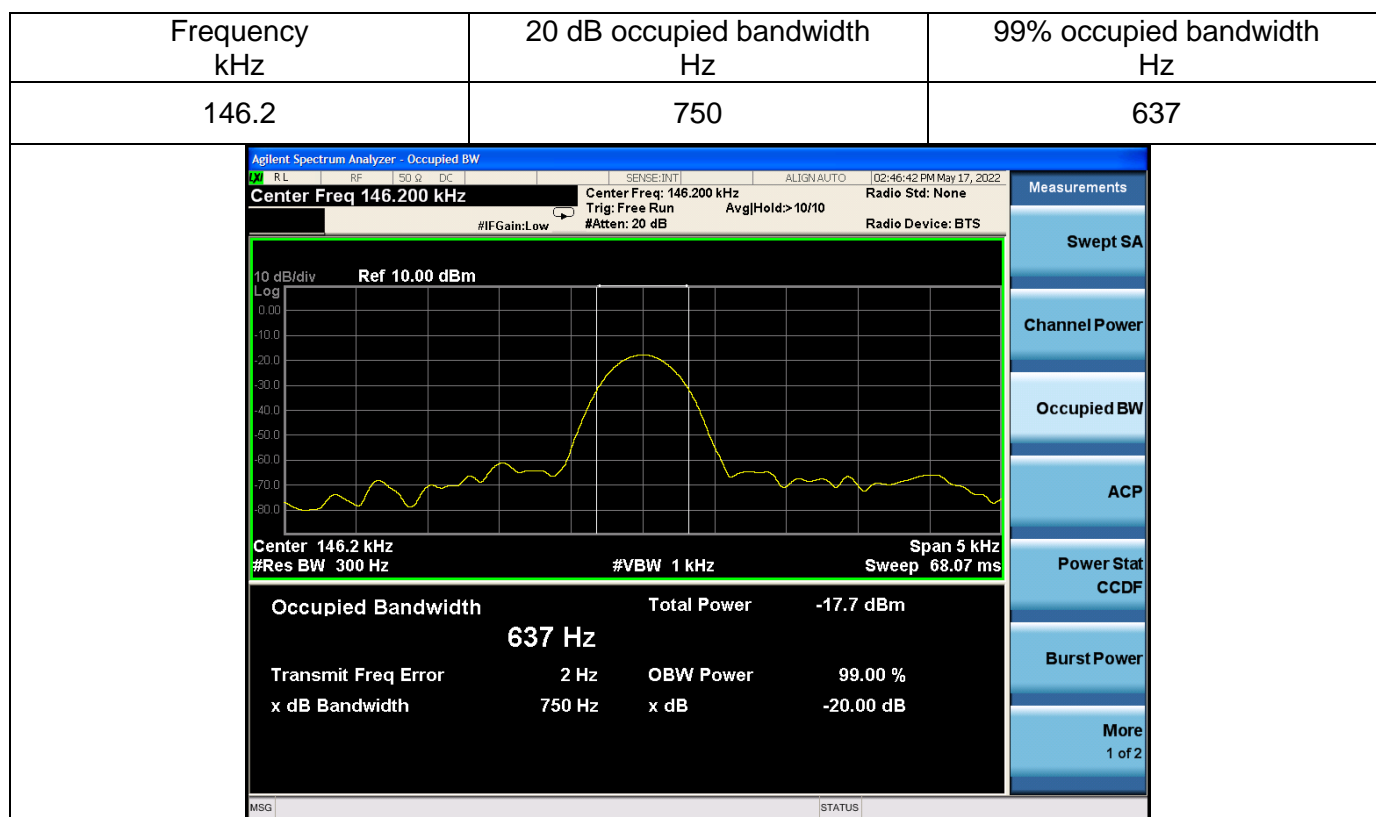 Frequency
kHz
20 dB occupied bandwidth
Hz
99% occupied bandwidth
Hz
146.2
750
637
Agilent Spectrum Analyzer - Occupied BW
LXI RL RF 50 Ω DC SENSE:INT ALIGN AUTO 02:46:42 PM May 17, 2022
Center Freq 146.200 kHz
Center Freq: 146.200 kHz
Radio Std: None
Trig: Free Run Avg|Hold:>10/10
#IFGain:Low
#Atten: 20 dB
Radio Device: BTS
10 dB/div Ref 10.00 dBm
Log
0.00
-10.0
-20.0
-30.0
-40.0
-50.0
-60.0
-70.0
-80.0
Center 146.2 kHz Span 5 kHz
#Res BW 300 Hz #VBW 1 kHz Sweep 68.07 ms
Occupied Bandwidth Total Power -17.7 dBm
637 Hz
Transmit Freq Error 2 Hz OBW Power 99.00 %
x dB Bandwidth 750 Hz x dB -20.00 dB
MSG STATUS
Measurements
Swept SA
Channel Power
Occupied BW
ACP
Power Stat
CCDF
Burst Power
More
1 of 2